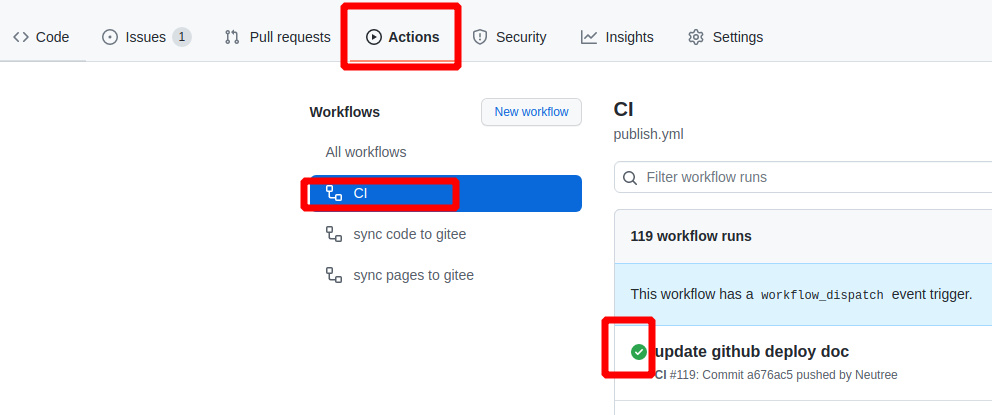 Code Issues 1 Pull requests Actions Security Insights Settings
Workflows
New workflow
All workflows
CI
sync code to gitee
sync pages to gitee
CI
publish.yml
Filter workflow runs
119 workflow runs
This workflow has a workflow_dispatch event trigger.
update github deploy doc
CI #119: Commit a676ac5 pushed by Neutree